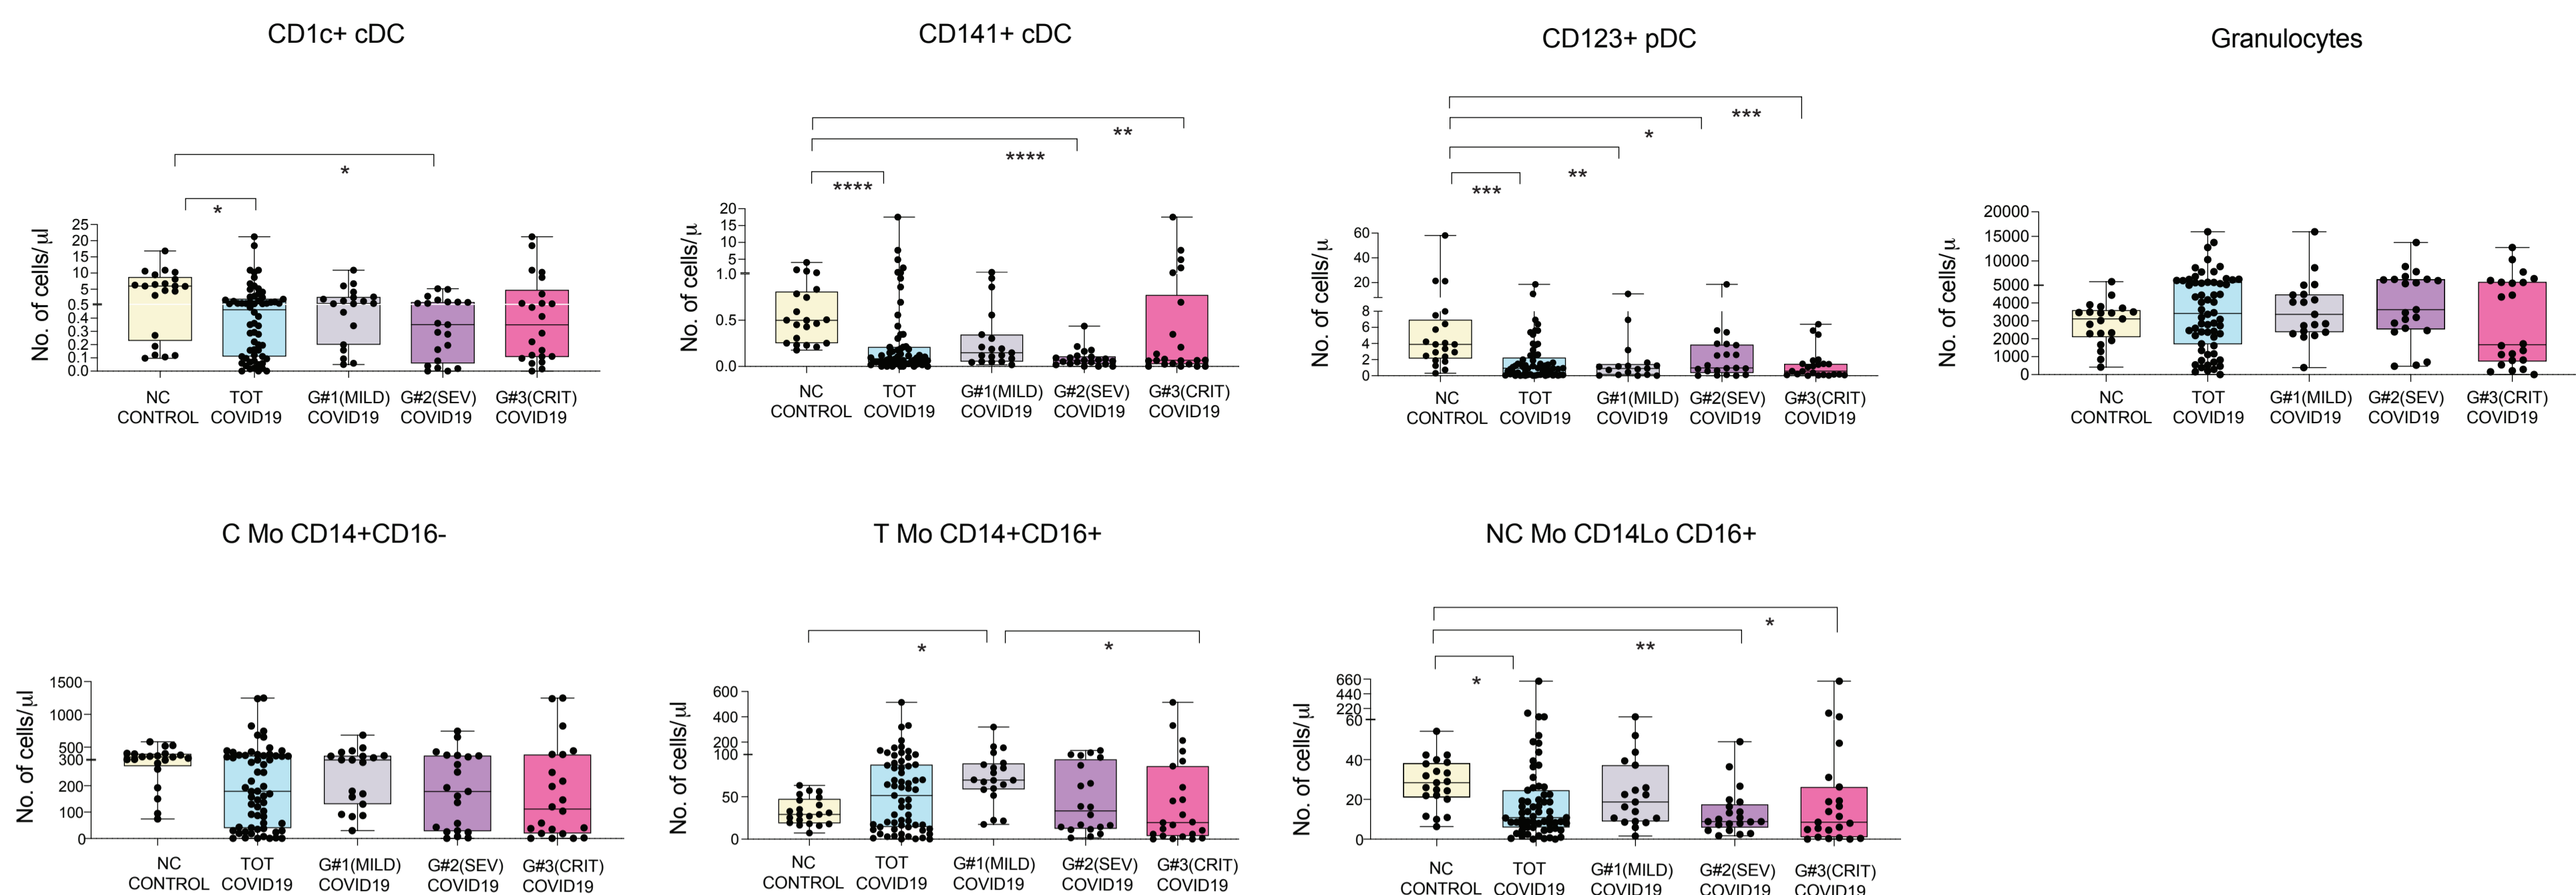 CD1c+ cDC
CD141+ cDC
CD123+ pDC
Granulocytes
*
*
No. of cells/µl
25
20
15
10
5
0.5
0.4
0.3
0.2
0.1
0.0
NC CONTROL
TOT COVID19
G#1(MILD) COVID19
G#2(SEV) COVID19
G#3(CRIT) COVID19
**
****
****
No. of cells/µ
20
15
10
5
1.0
0.5
0.0
NC CONTROL
TOT COVID19
G#1(MILD) COVID19
G#2(SEV) COVID19
G#3(CRIT) COVID19
***
*
**
***
No. of cells/µ
60
40
20
8
6
4
2
0
NC CONTROL
TOT COVID19
G#1(MILD) COVID19
G#2(SEV) COVID19
G#3(CRIT) COVID19
No. of cells/µ
20000
15000
10000
5000
4000
3000
2000
1000
0
NC CONTROL
TOT COVID19
G#1(MILD) COVID19
G#2(SEV) COVID19
G#3(CRIT) COVID19
C Mo CD14+CD16-
T Mo CD14+CD16+
NC Mo CD14Lo CD16+
No. of cells/µl
1500
1000
500
300
200
100
0
NC CONTROL
TOT COVID19
G#1(MILD) COVID19
G#2(SEV) COVID19
G#3(CRIT) COVID19
*
*
No. of cells/µl
600
400
200
100
50
0
NC CONTROL
TOT COVID19
G#1(MILD) COVID19
G#2(SEV) COVID19
G#3(CRIT) COVID19
*
**
*
No. of cells/µl
660
440
220
60
40
20
0
NC CONTROL
TOT COVID19
G#1(MILD) COVID19
G#2(SEV) COVID19
G#3(CRIT) COVID19